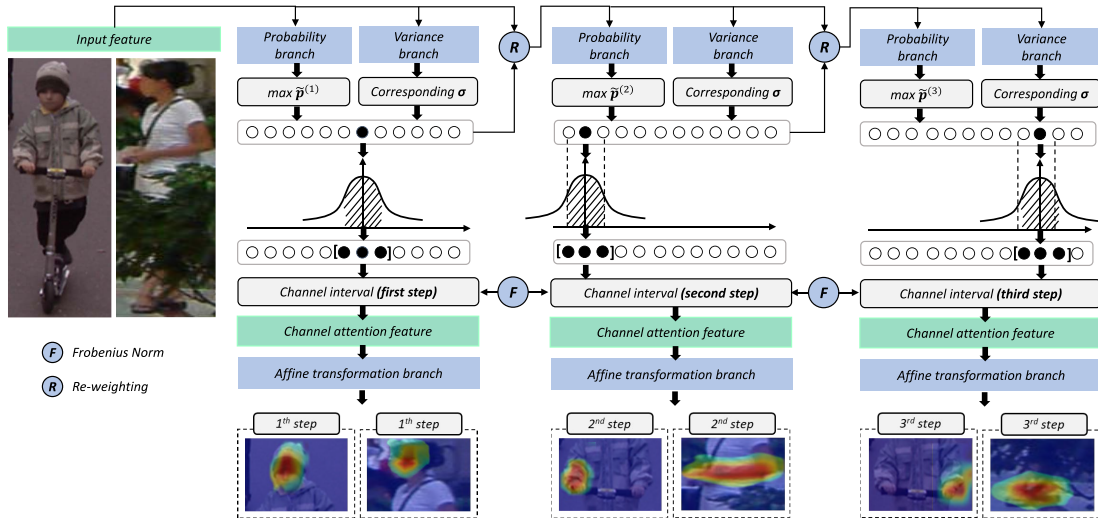 Input feature
Probability
branch
Variance
branch
R
Probability
branch
Variance
branch
R
Probability
branch
Variance
branch
max p̃⁽¹⁾
Corresponding σ
max p̃⁽²⁾
Corresponding σ
max p̃⁽³⁾
Corresponding σ
[ ]
[ ]
[ ]
Channel interval (first step)
F
Channel interval (second step)
F
Channel interval (third step)
Channel attention feature
Channel attention feature
Channel attention feature
F Frobenius Norm
R Re-weighting
Affine transformation branch
Affine transformation branch
Affine transformation branch
1ᵗʰ step
1ᵗʰ step
2ⁿᵈ step
2ⁿᵈ step
3ʳᵈ step
3ʳᵈ step